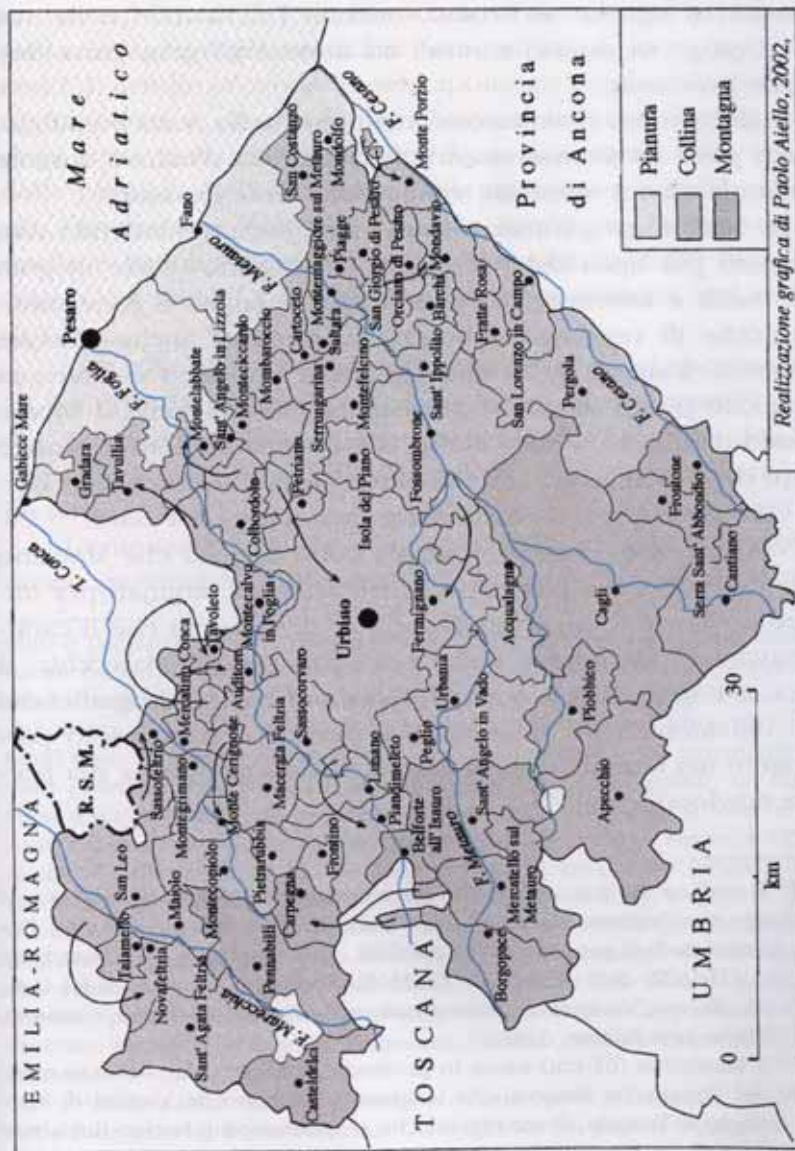 EMILIA-ROMAGNA
R. S. M.
TOSCANA
UMBRIA
Mare
Adriatico
Provincia
d'Ancona
Pesaro
Urbino
Gabicce Mare
Gradara
Tavullia
Fano
T. Conca
F. Foglia
F. Metauro
F. Cesano
San Costanzo
Mondolfo
Monte Porzio
Montemaggiore sul Metauro
Piagge
San Giorgio di Pesaro
Orciano di Pesaro
Mondavio
Barchi
Fratte Rosa
San Lorenzo in Campo
Cartoceto
Saltara
Serrungarina
Montefelcino
Sant' Ippolito
Montelabbate
Sant' Angelo in Lizzola
Monteciccardo
Mombaroccio
Colbordolo
Petriano
Isola del Piano
Fossombrone
Pergola
F. Cesano
Frontone
Serra Sant' Abbondio
Cantiano
Cagli
Acqualagna
Fermignano
Urbania
Piobbico
Apecchio
Peglio
Sant' Angelo in Vado
F. Metauro
Mercatello sul
Metauro
Borgopace
Belforte
all' Isauro
Piandimeleto
Lunano
Sassocorvaro
Macerata Feltria
Auditore
Montecalvo
in Foglia
Tavoleto
Mercatino Conca
Sassofeltrio
Montegrimano
Monte Cerignone
Pietrarubbia
Frontino
Carpegna
Montecopiolo
San Leo
Maiolo
Talamello
Novafeltria
Pennabilli
Sant' Agata Feltria
F. Marecchia
Casteldelci
0
km
30
Pianura
Collina
Montagna
Realizzazione grafica di Paolo Aiello, 2002.